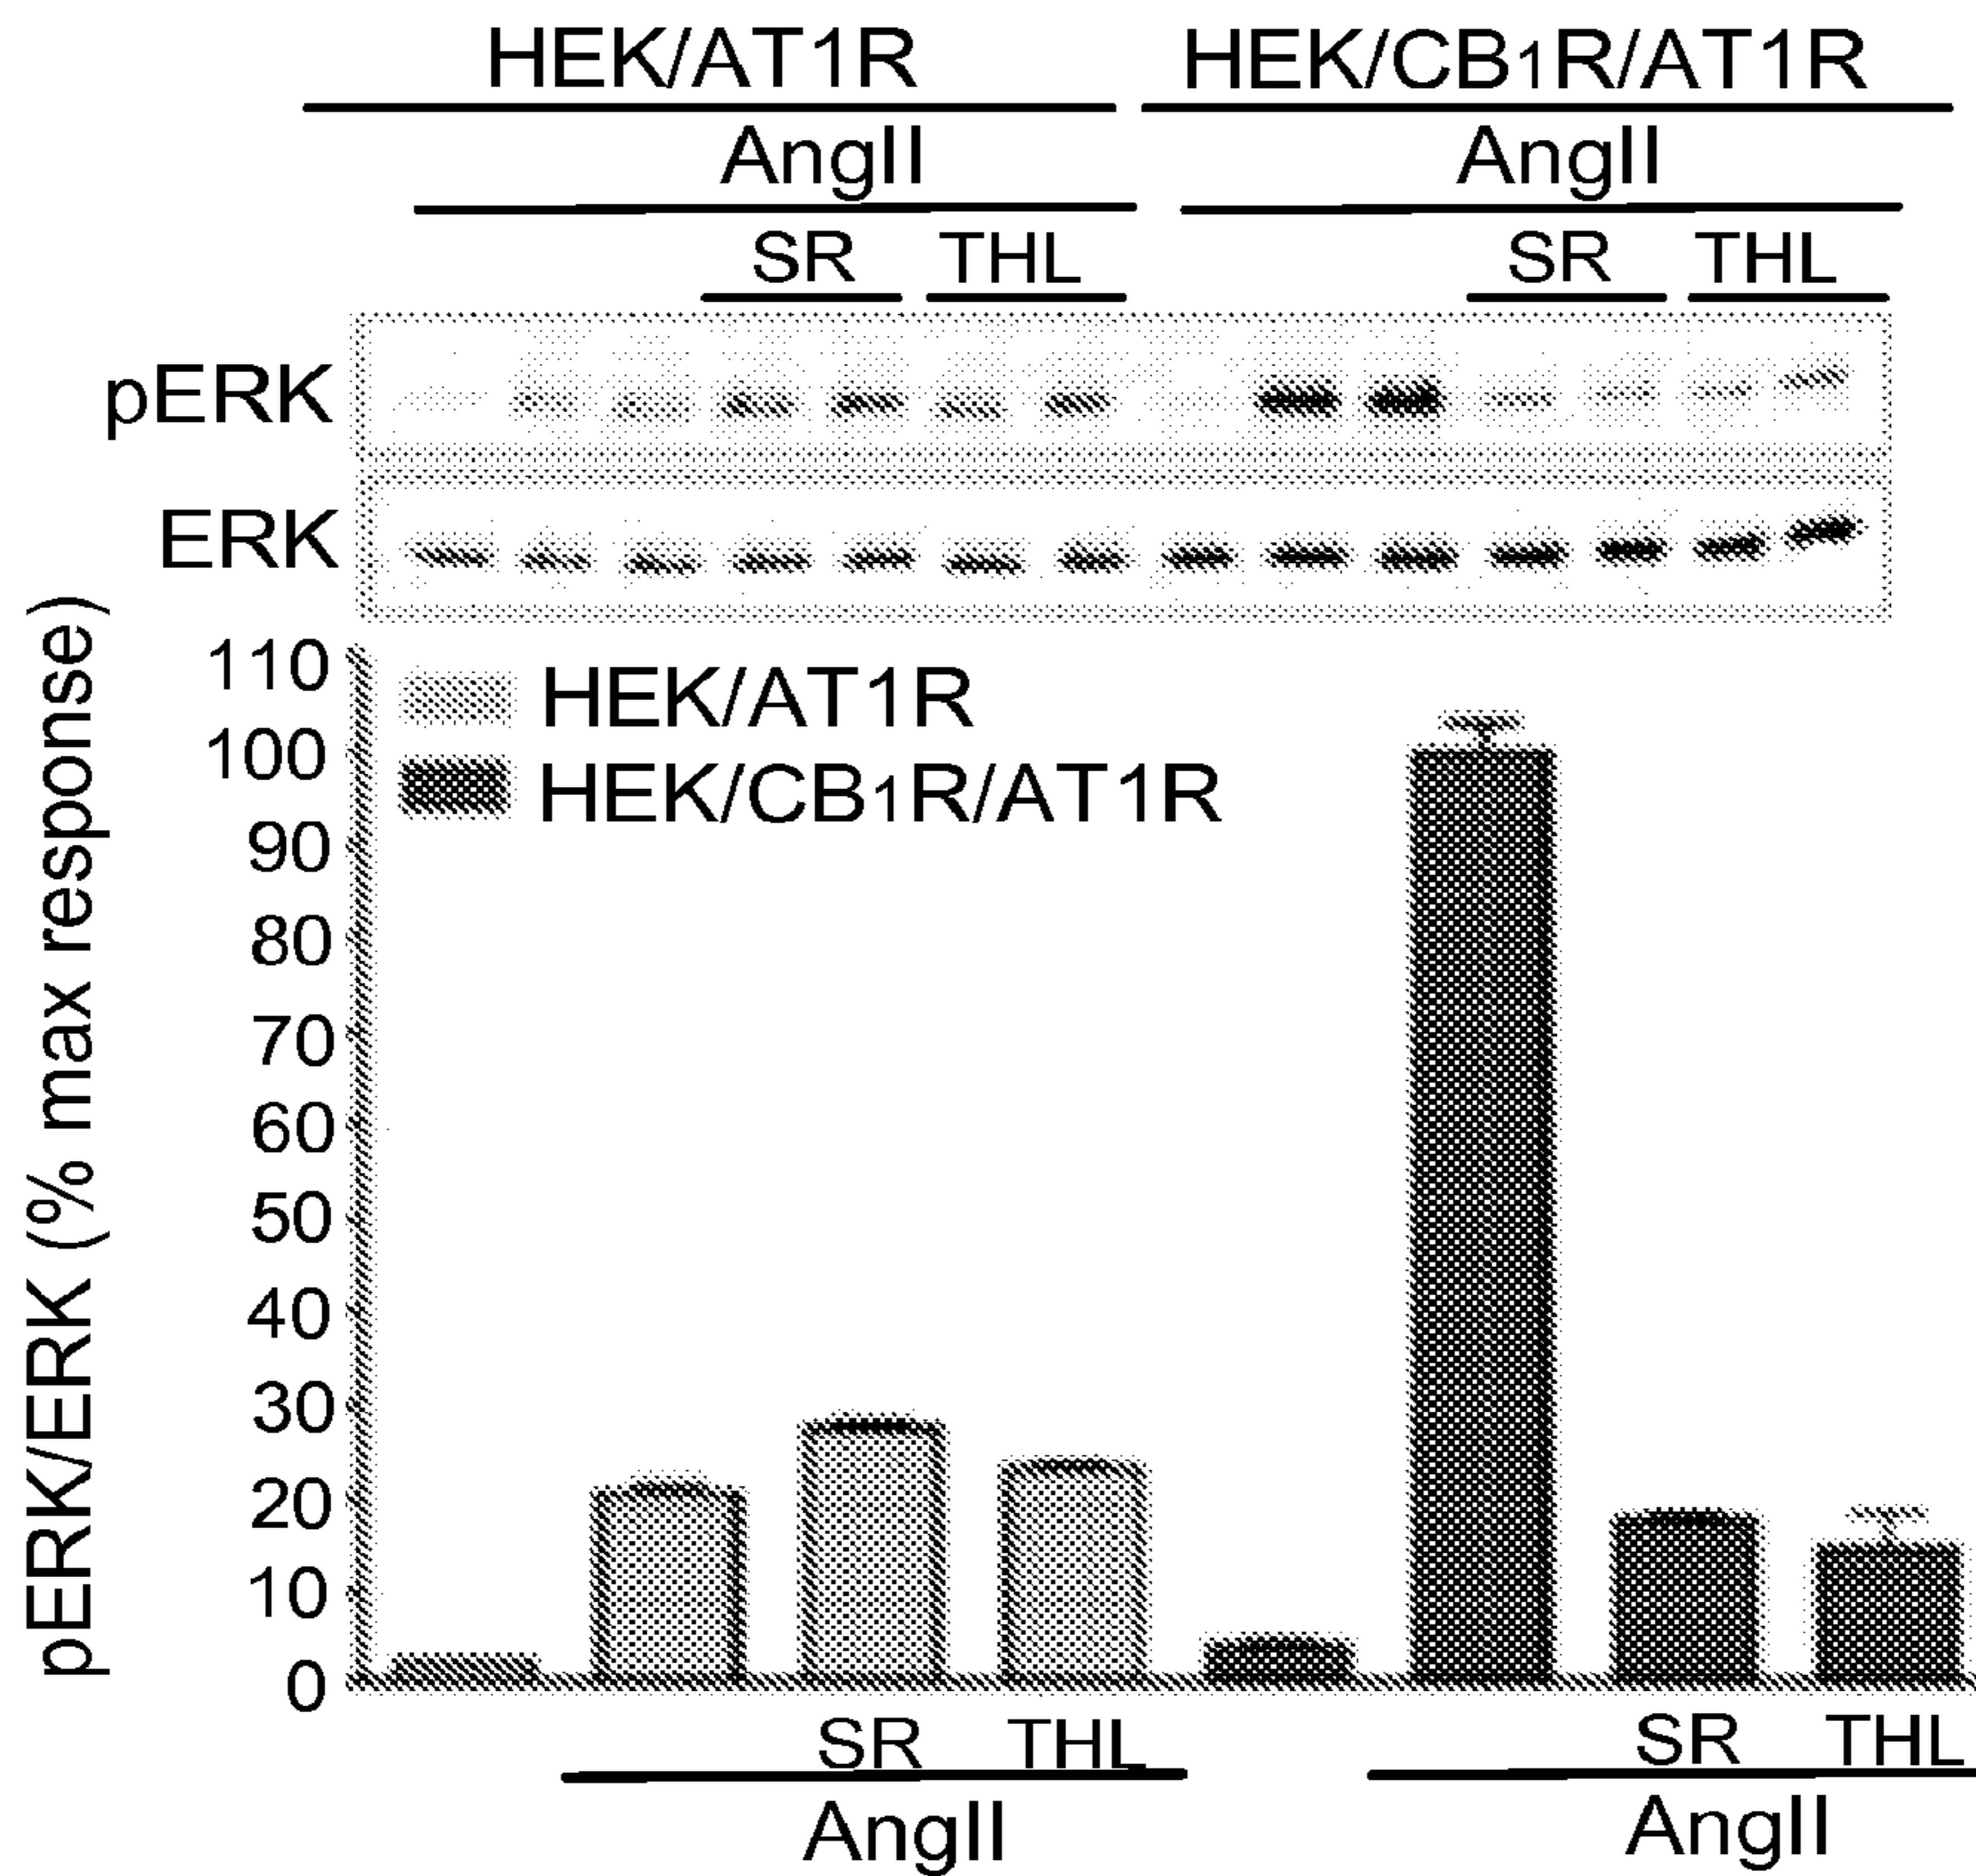 HEK/AT1R HEK/CB1R/AT1R
AngII AngII
SR THL SR THL
pERK
ERK
pERK/ERK (% max response)
110
100
90
80
70
60
50
40
30
20
10
0
HEK/AT1R
HEK/CB1R/AT1R
SR THL SR THL
AngII AngII